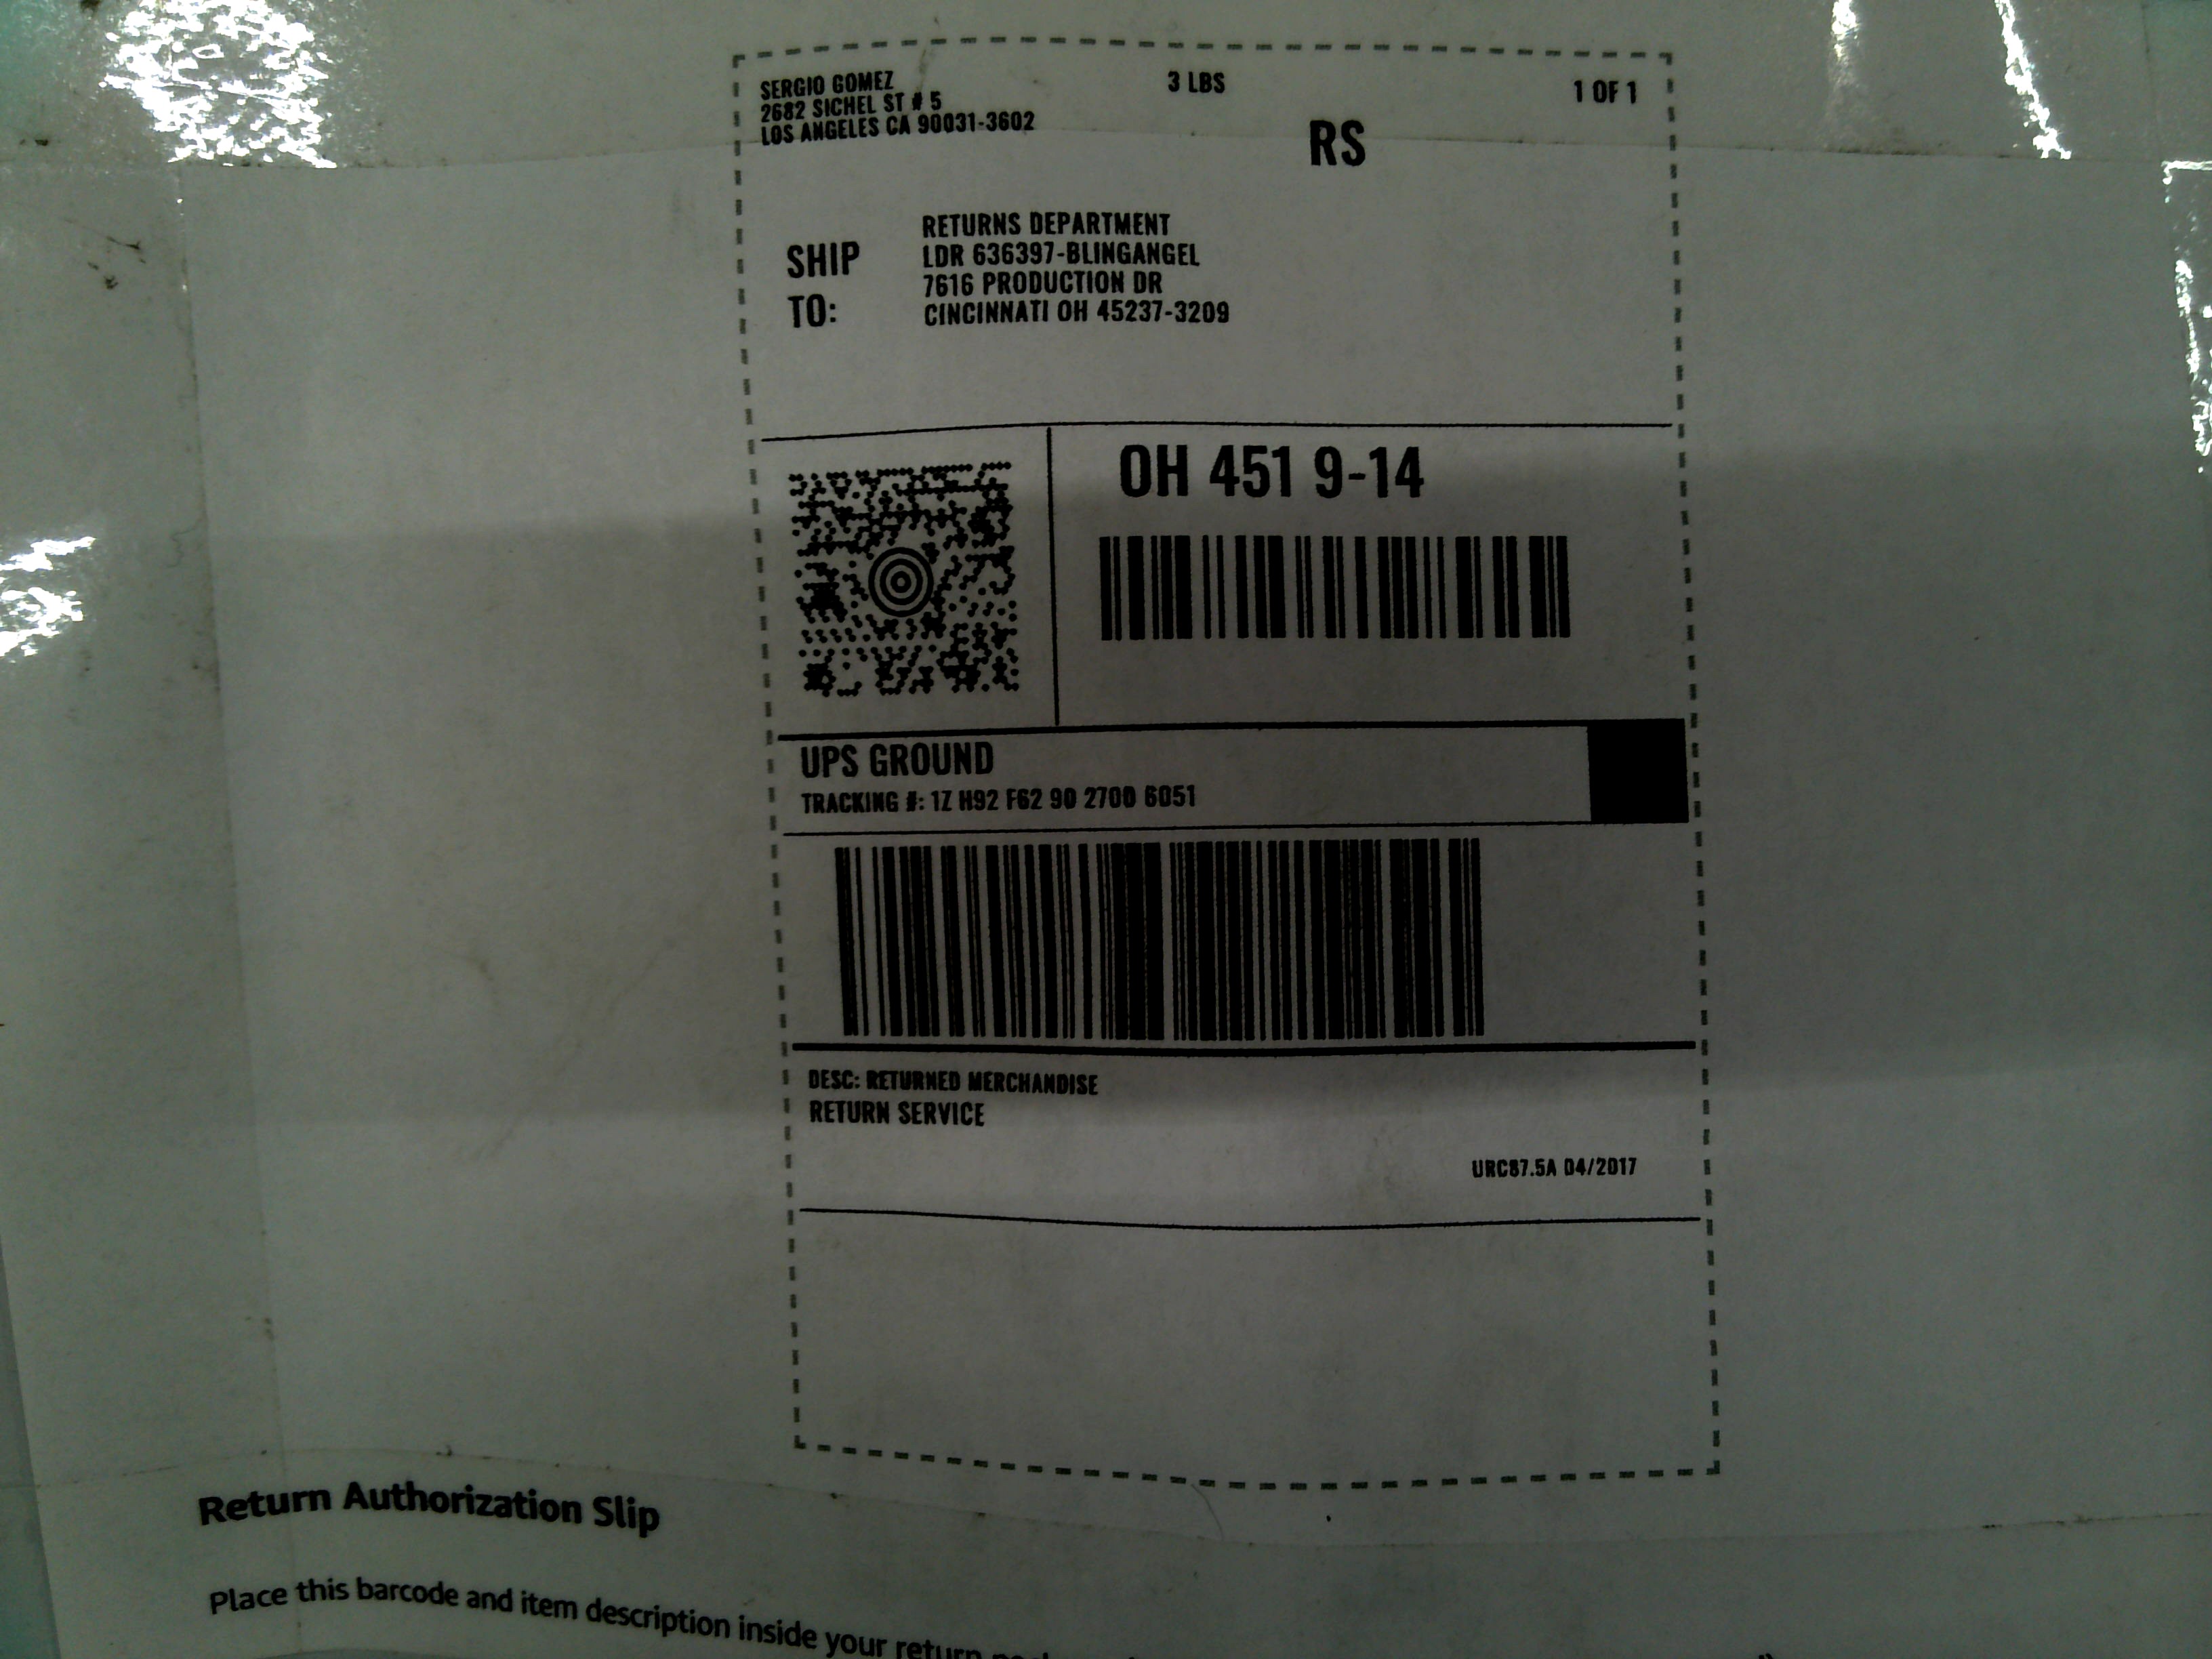 SERGIO GOMEZ
2682 SICHEL ST # 5
LOS ANGELES CA 90031-3602
3 LBS
1 OF 1
RS
SHIP
TO:
RETURNS DEPARTMENT
LDR 636397-BLINGANGEL
7616 PRODUCTION DR
CINCINNATI OH 45237-3209
OH 451 9-14
UPS GROUND
TRACKING #: 1Z H92 F62 90 2700 6051
DESC: RETURNED MERCHANDISE
RETURN SERVICE
URC87.5A 04/2017
Return Authorization Slip
Place this barcode and item description inside your return